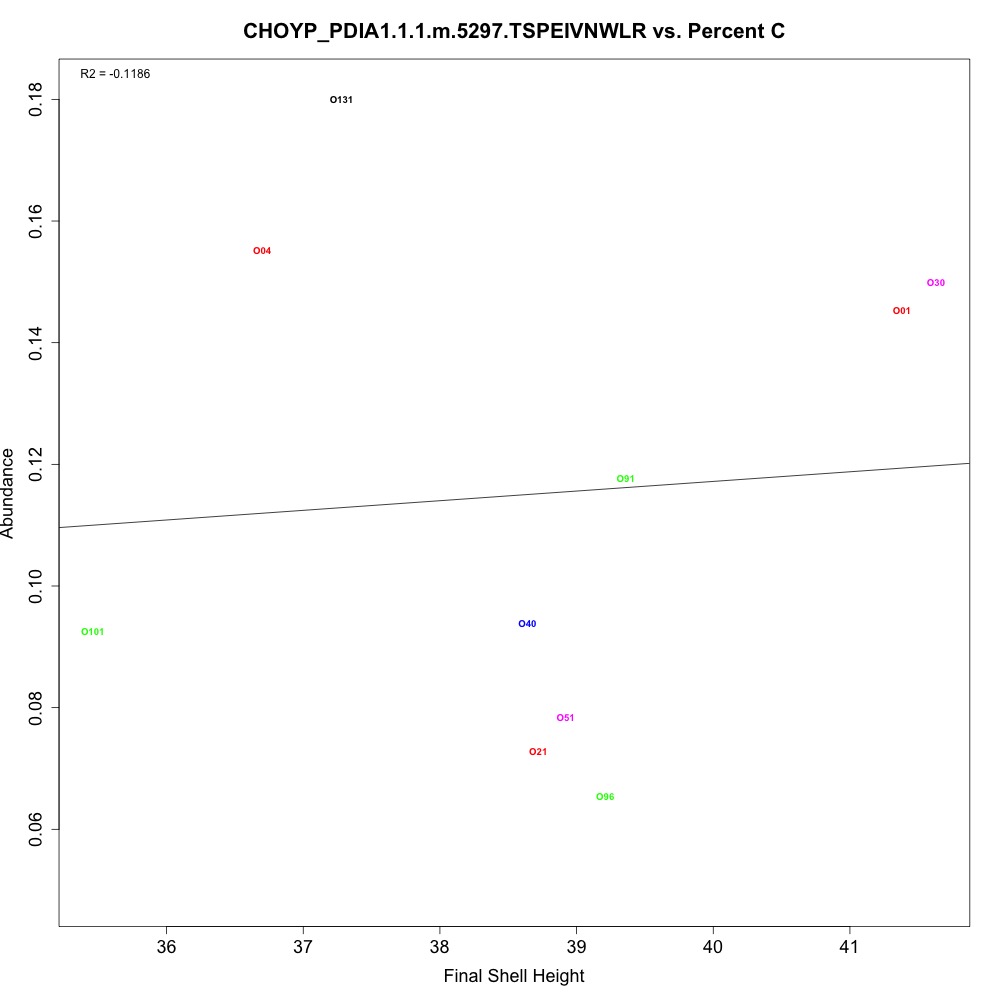 CHOYP_PDIA1.1.1.m.5297.TSPEIVNWLR vs. Percent C
R2 = -0.1186
0.18
O131
0.16
O04
O30
O01
0.14
Abundance
0.12
O91
0.10
O40
O101
0.08
O51
O21
O96
0.06
36 37 38 39 40 41
Final Shell Height